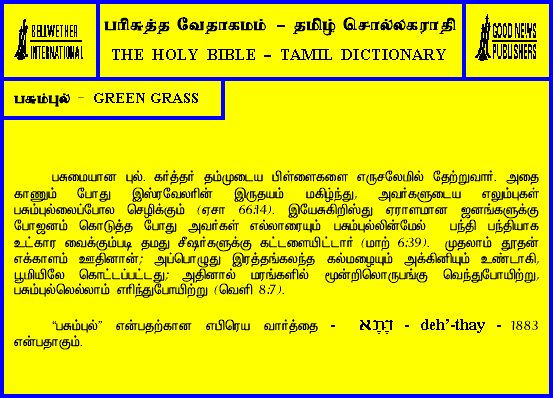 BELLWETHER
INTERNATIONAL
பரிசுத்த வேதாகமம் - தமிழ் சொல்லகராதி
THE HOLY BIBLE - TAMIL DICTIONARY
GOOD NEWS
PUBLISHERS
பசும்புல் - GREEN GRASS
பசுமையான புல். கர்த்தர் தம்முடைய பிள்ளைகளை எருசலேமில் தேற்றுவார். அதை
காணும் போது இஸ்ரவேலரின் இருதயம் மகிழ்ந்து, அவர்களுடைய எலும்புகள்
பசும்புல்லைப்போல செழிக்கும் (ஏசா 66:14). இயேசுகிறிஸ்து ஏராளமான ஜனங்களுக்கு
போஜனம் கொடுத்த போது அவர்கள் எல்லாரையும் பசும்புல்லின்மேல் பந்தி பந்தியாக
உட்கார வைக்கும்படி தமது சீஷர்களுக்கு கட்டளையிட்டார் (மாற் 6:39). முதலாம் தூதன்
எக்காளம் ஊதினான்; அப்பொழுது இரத்தங்கலந்த கல்மழையும் அக்கினியும் உண்டாகி,
பூமியிலே கொட்டப்பட்டது; அதினால் மரங்களில் மூன்றிலொருபங்கு வெந்துபோயிற்று,
பசும்புல்லெல்லாம் எரிந்துபோயிற்று (வெளி 8:7).
“பசும்புல்” என்பதற்கான எபிரெய வார்த்தை - - deh’-thay - 1883
என்பதாகும்.